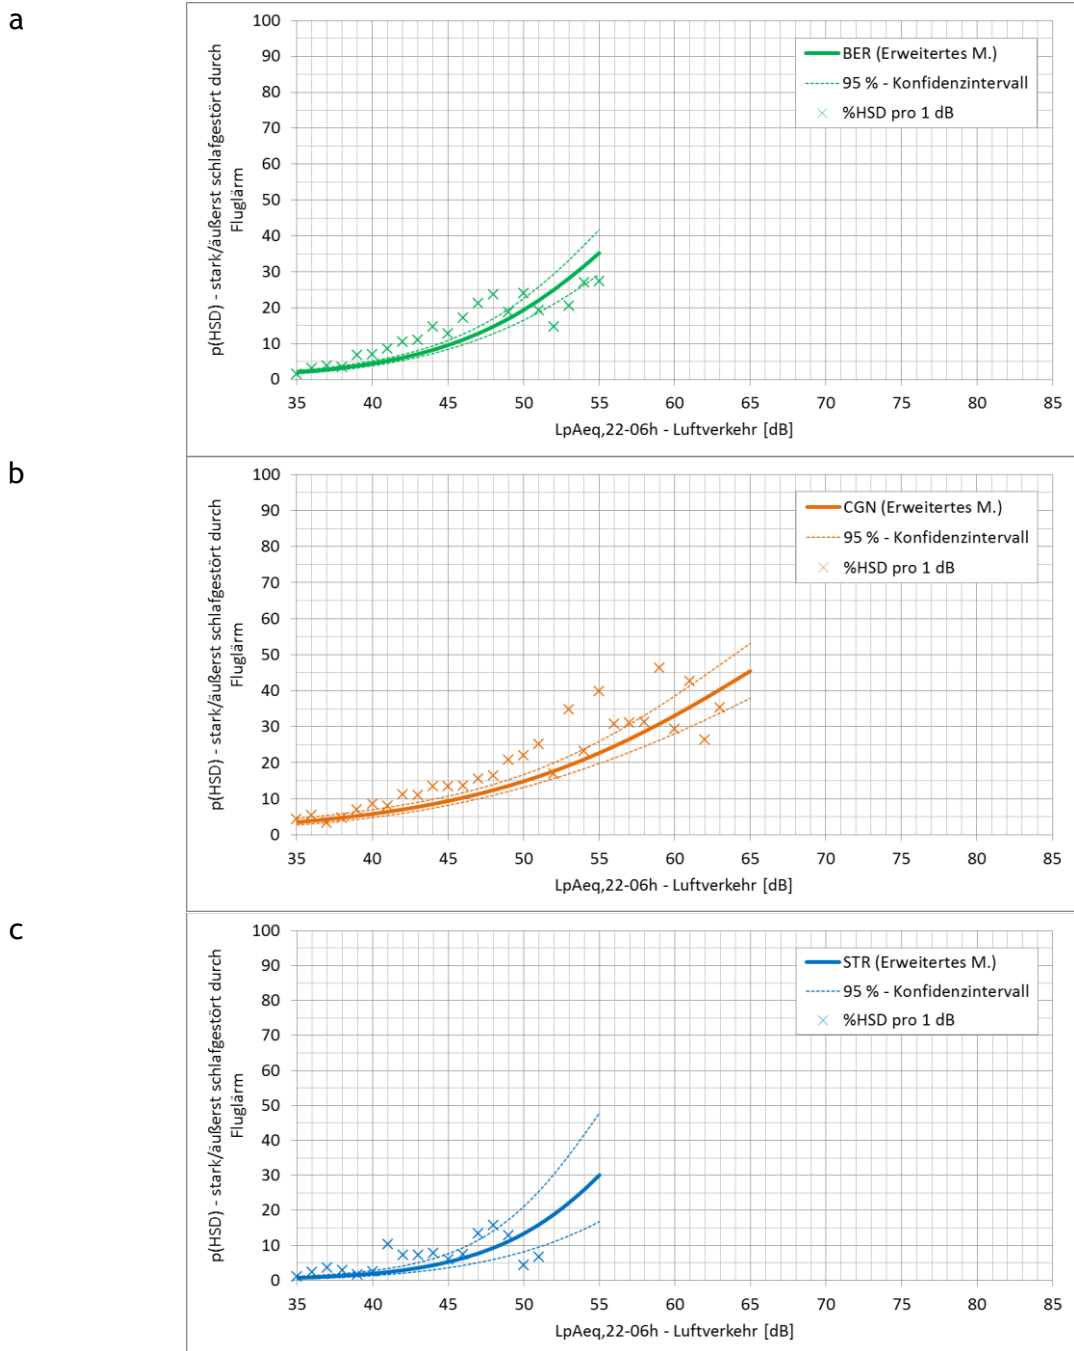 a
100
90
80
70
60
50
40
30
20
10
0
p(HSD) - stark/äußerst schlafgestört durch
Fluglärm
BER (Erweitertes M.)
95 % - Konfidenzintervall
%HSD pro 1 dB
35 40 45 50 55 60 65 70 75 80 85
LpAeq,22-06h - Luftverkehr [dB]
b
100
90
80
70
60
50
40
30
20
10
0
p(HSD) - stark/äußerst schlafgestört durch
Fluglärm
CGN (Erweitertes M.)
95 % - Konfidenzintervall
%HSD pro 1 dB
35 40 45 50 55 60 65 70 75 80 85
LpAeq,22-06h - Luftverkehr [dB]
c
100
90
80
70
60
50
40
30
20
10
0
p(HSD) - stark/äußerst schlafgestört durch
Fluglärm
STR (Erweitertes M.)
95 % - Konfidenzintervall
%HSD pro 1 dB
35 40 45 50 55 60 65 70 75 80 85
LpAeq,22-06h - Luftverkehr [dB]